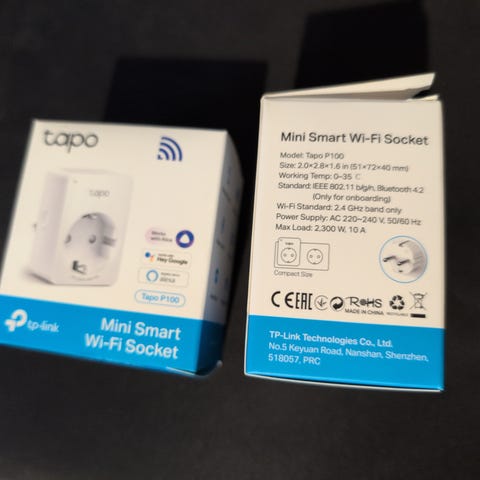 tapo
tapo
Works
with Alice
Hey Google
Tapo P100
tp-link
Mini Smart
Wi-Fi Socket
Mini Smart Wi-Fi Socket
Model: Tapo P100
Size: 2.0×2.8×1.6 in (51×72×40 mm)
Working Temp: 0~35 ℃
Standard: IEEE 802.11 b/g/n, Bluetooth 4.2
(Only for onboarding)
Wi-Fi Standard: 2.4 GHz band only
Power Supply: AC 220~240 V, 50/60 Hz
Max Load: 2,300 W, 10 A
Compact Size
CE EAC RoHS
MADE IN CHINA
TP-Link Technologies Co., Ltd.
No.5 Keyuan Road, Nanshan, Shenzhen,
518057, PRC